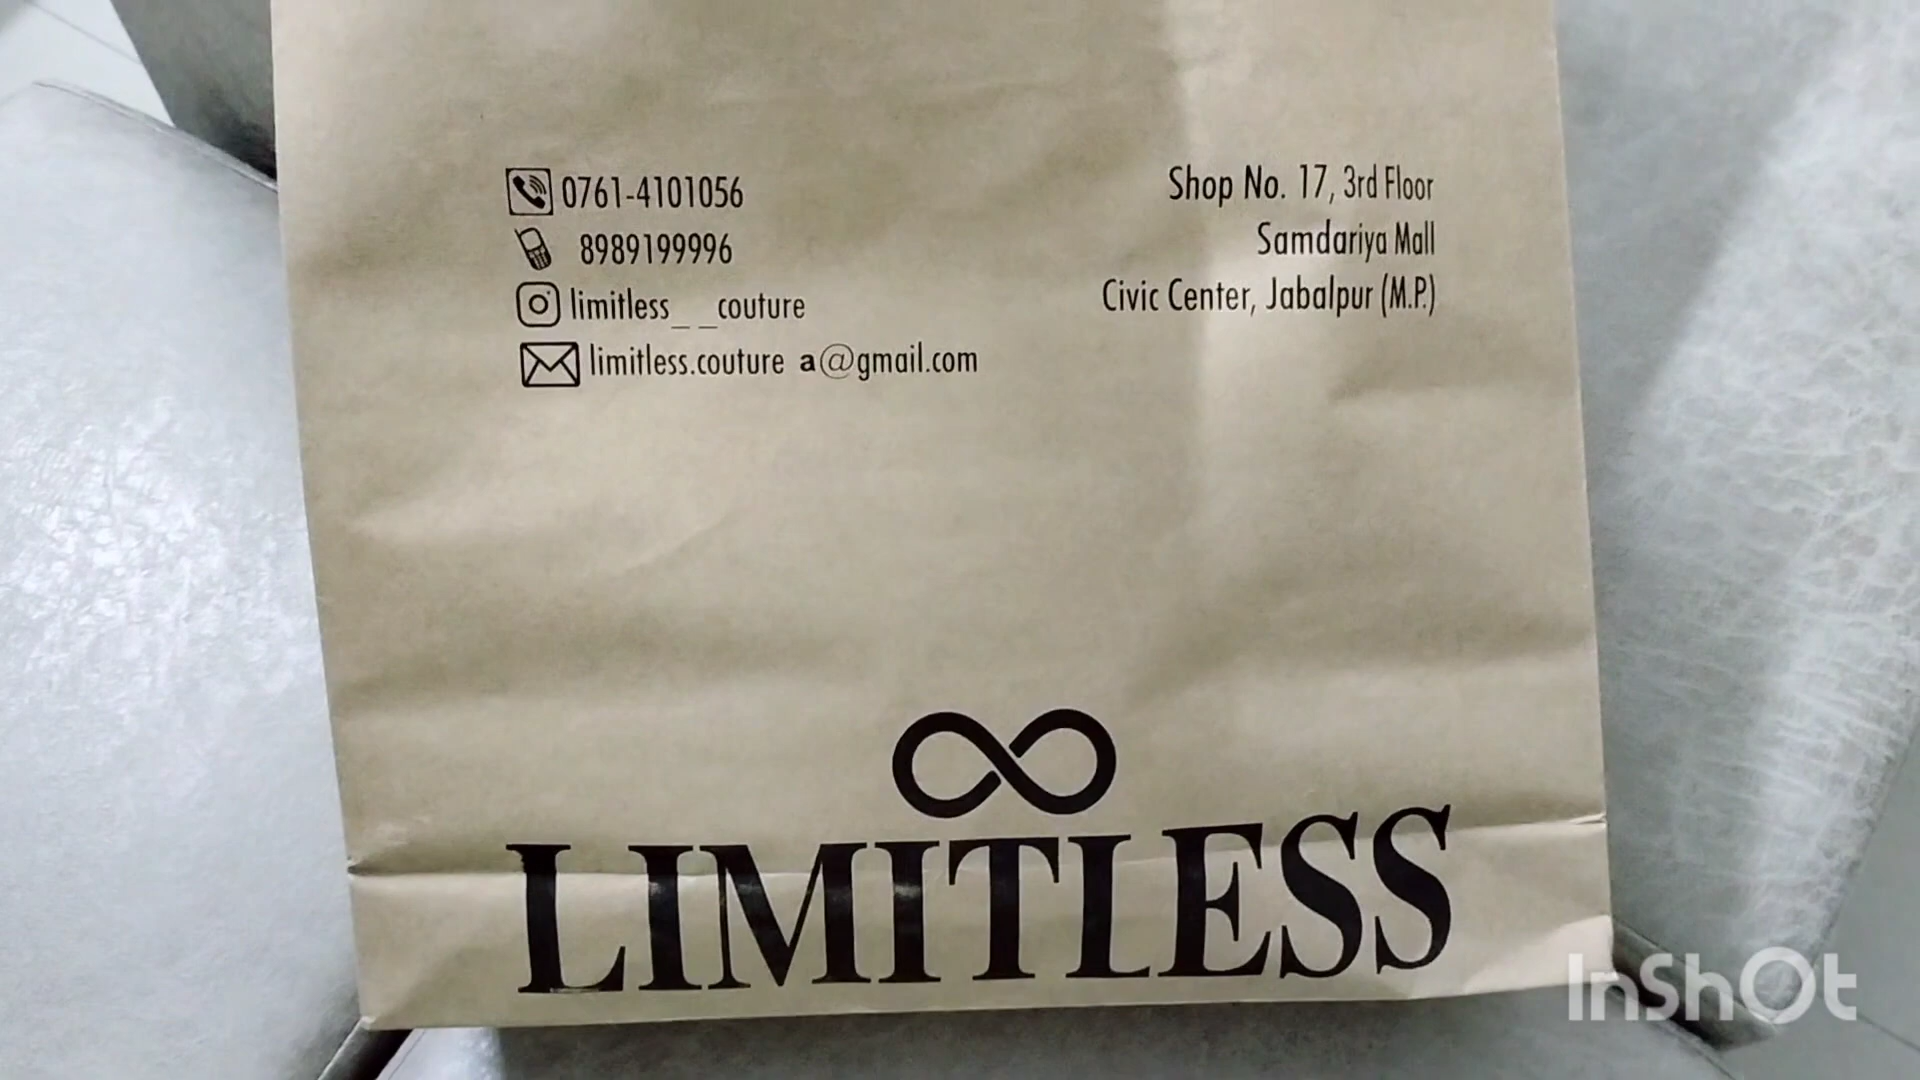 0761-4101056
8989199996
limitless_ _couture
limitless.couture a@gmail.com
Shop No. 17, 3rd Floor
Samdariya Mall
Civic Center, Jabalpur (M.P.)
LIMITLESS
InShOt